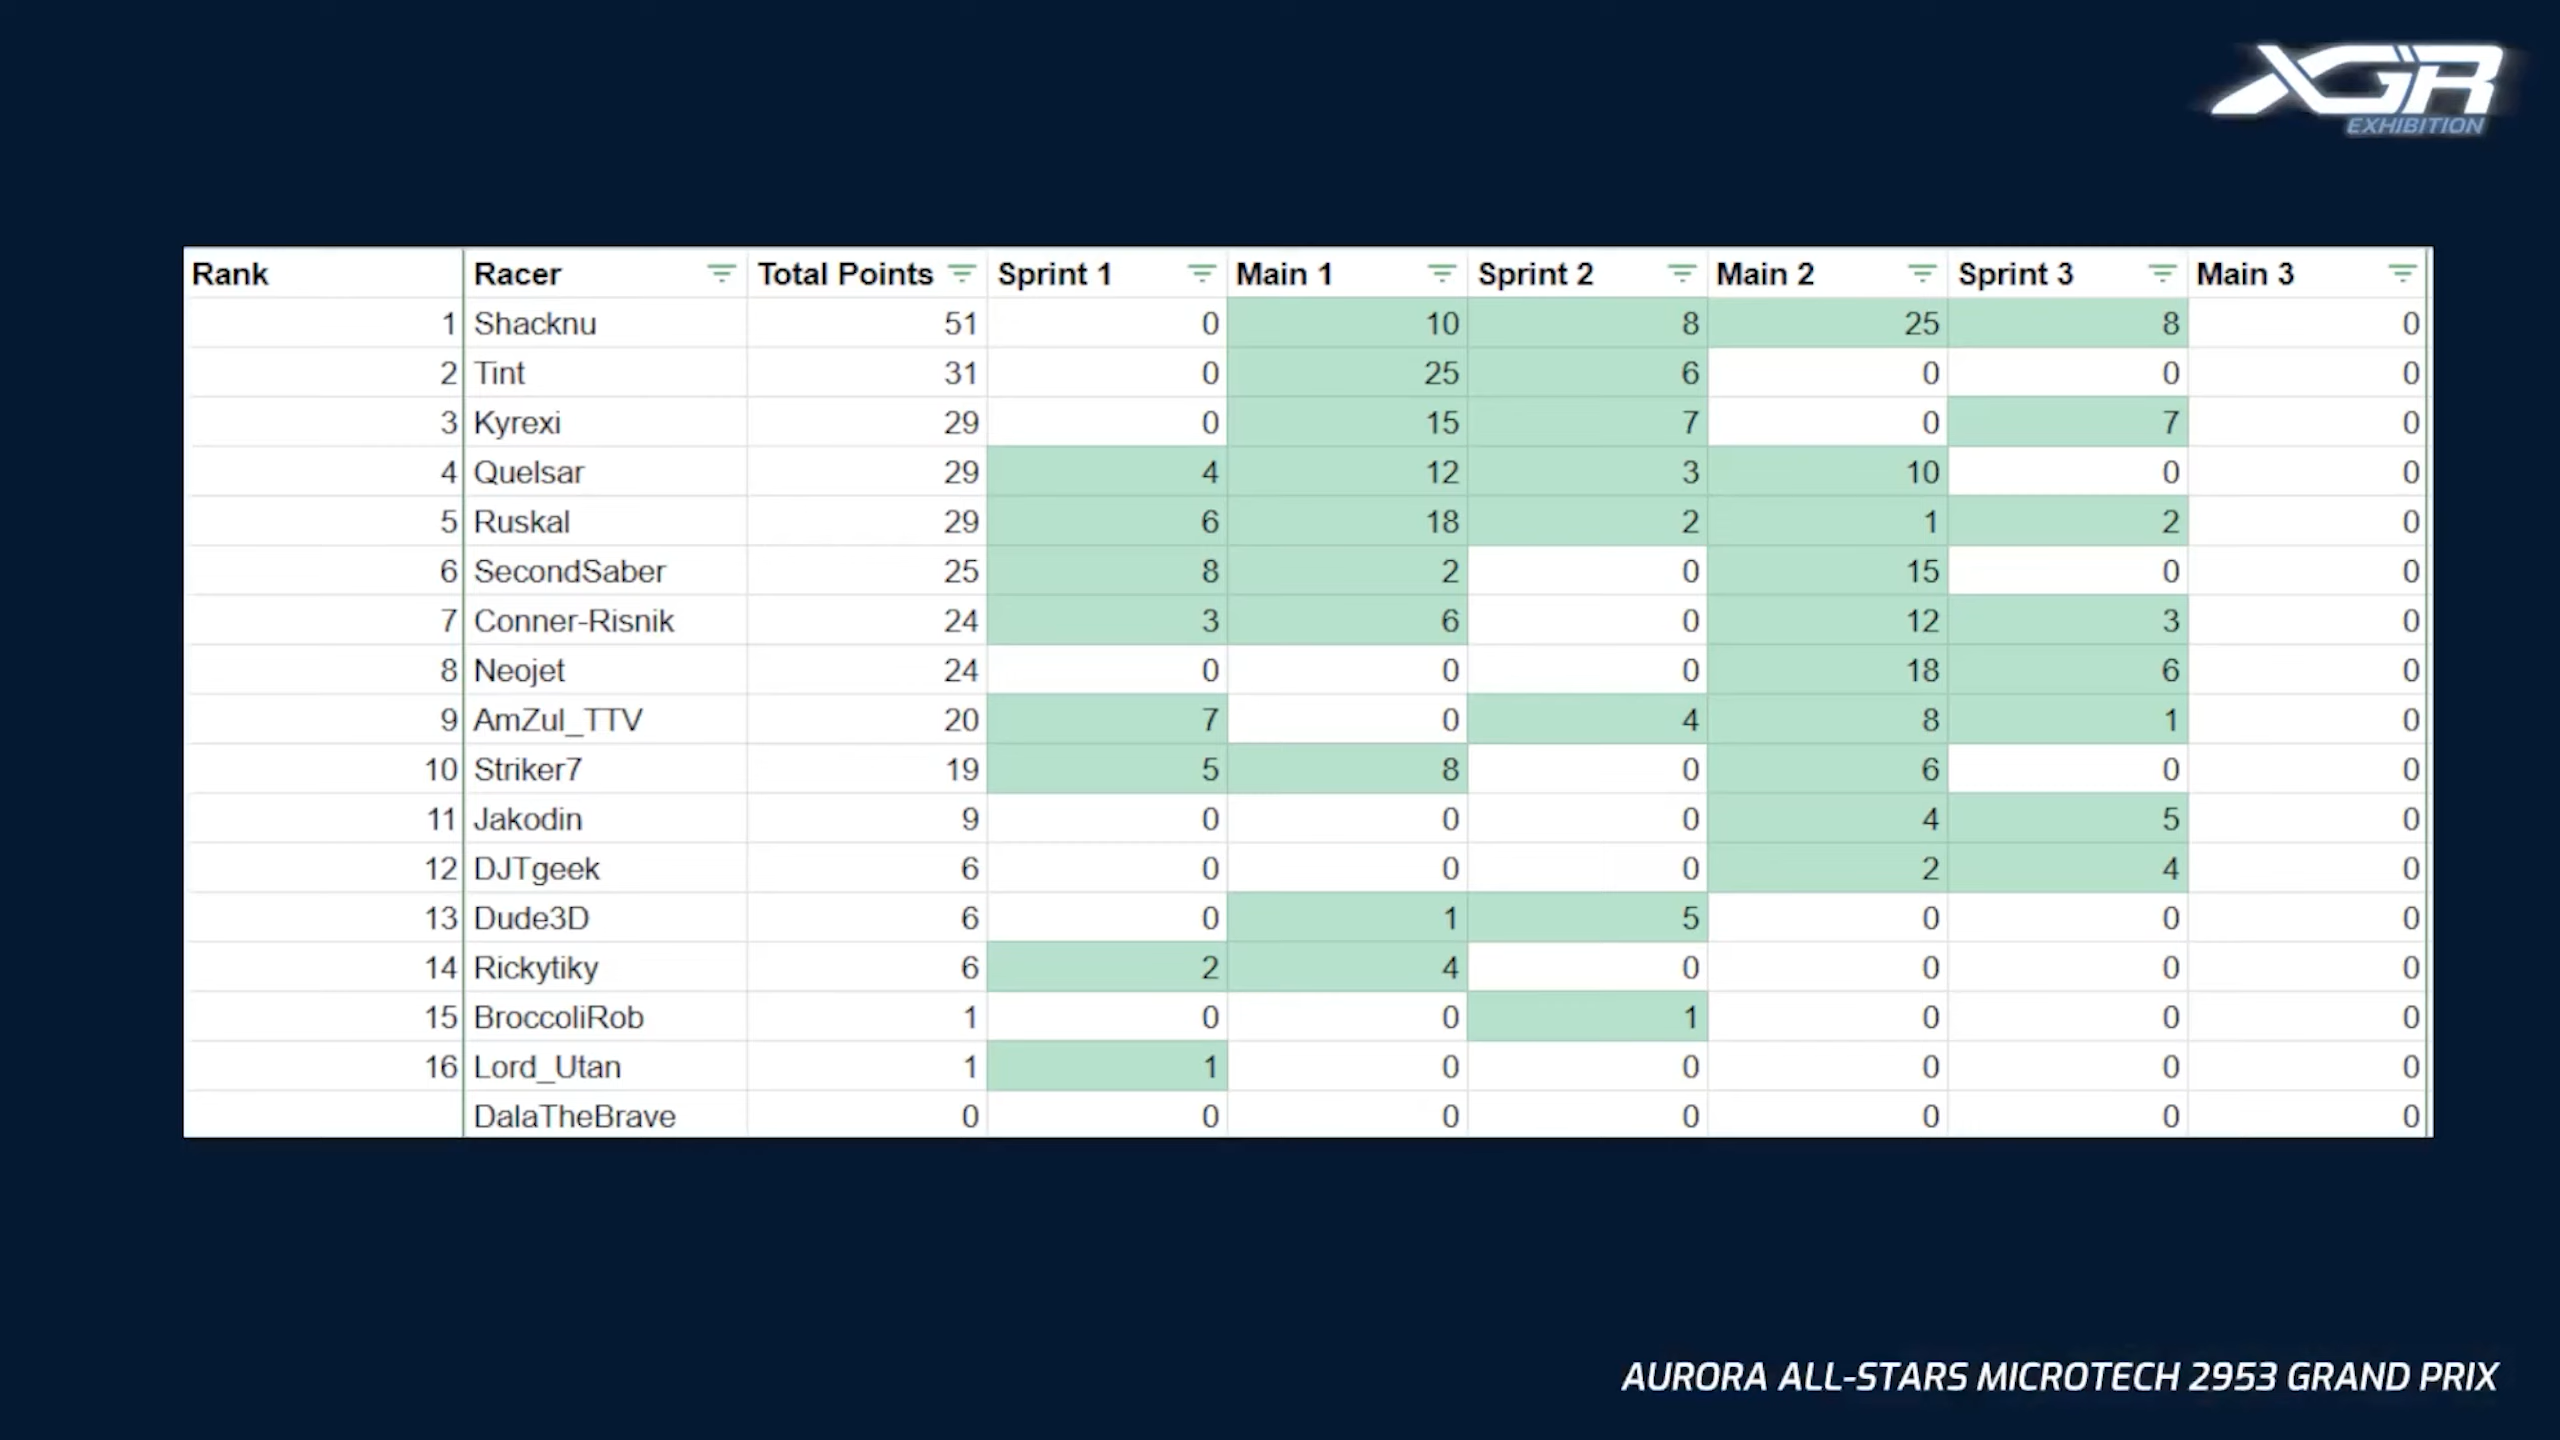 XGR
EXHIBITION
Rank Racer Total Points Sprint 1 Main 1 Sprint 2 Main 2 Sprint 3 Main 3
1 Shacknu 51 0 10 8 25 8 0
2 Tint 31 0 25 6 0 0 0
3 Kyrexi 29 0 15 7 0 7 0
4 Quelsar 29 4 12 3 10 0 0
5 Ruskal 29 6 18 2 1 2 0
6 SecondSaber 25 8 2 0 15 0 0
7 Conner-Risnik 24 3 6 0 12 3 0
8 Neojet 24 0 0 0 18 6 0
9 AmZul_TTV 20 7 0 4 8 1 0
10 Striker7 19 5 8 0 6 0 0
11 Jakodin 9 0 0 0 4 5 0
12 DJTgeek 6 0 0 0 2 4 0
13 Dude3D 6 0 1 5 0 0 0
14 Rickytiky 6 2 4 0 0 0 0
15 BroccoliRob 1 0 0 1 0 0 0
16 Lord_Utan 1 1 0 0 0 0 0
DalaTheBrave 0 0 0 0 0 0 0
AURORA ALL-STARS MICROTECH 2953 GRAND PRIX